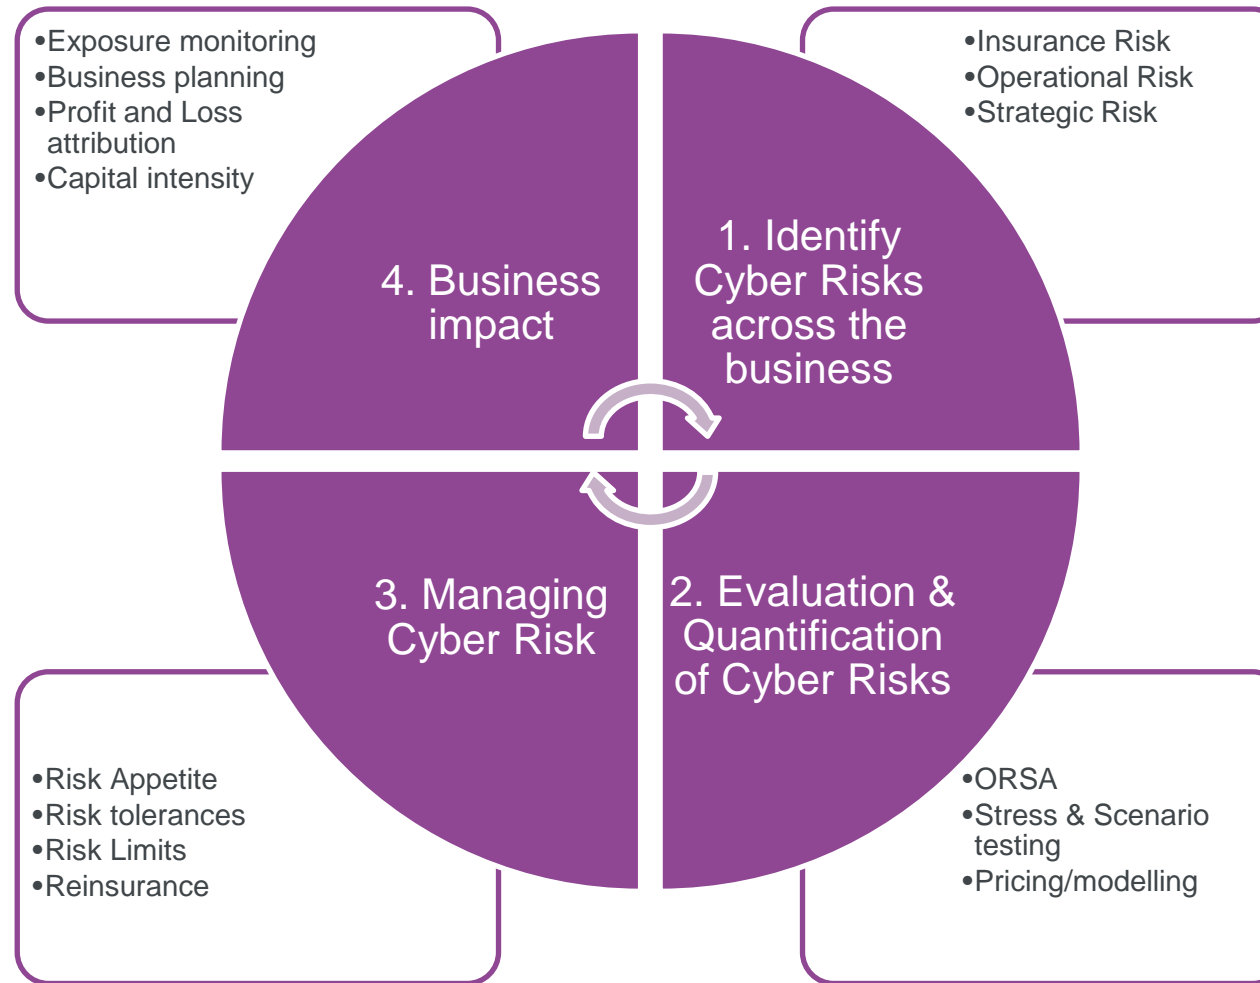 •Exposure monitoring
•Business planning
•Profit and Loss
attribution
•Capital intensity
•Insurance Risk
•Operational Risk
•Strategic Risk
4. Business
impact
1. Identify
Cyber Risks
across the
business
3. Managing
Cyber Risk
2. Evaluation &
Quantification
of Cyber Risks
•Risk Appetite
•Risk tolerances
•Risk Limits
•Reinsurance
•ORSA
•Stress & Scenario
testing
•Pricing/modelling